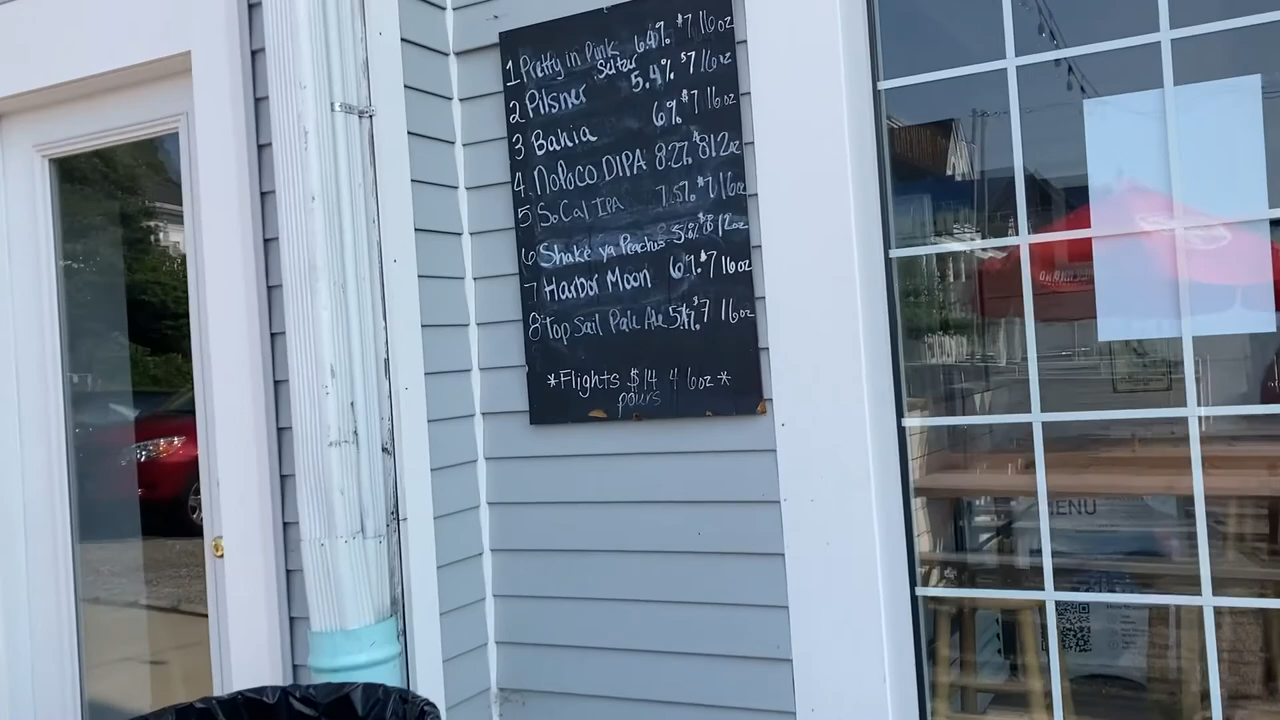 1 Pretty in Pink 6.4% $7 16oz
Seltzer
2 Pilsner 5.4% $7 16oz
3 Bahia 6% $7 16oz
4 NoLoCo DIPA 8.2% $8 12oz
5 SoCal IPA 7.5% $7 16oz
6 Shake ya Peaches 5.8% $8 12oz
7 Harbor Moon 6% $7 16oz
8 Top Sail Pale Ale $7 16oz
*Flights $14 4 6oz*
pours
MENU